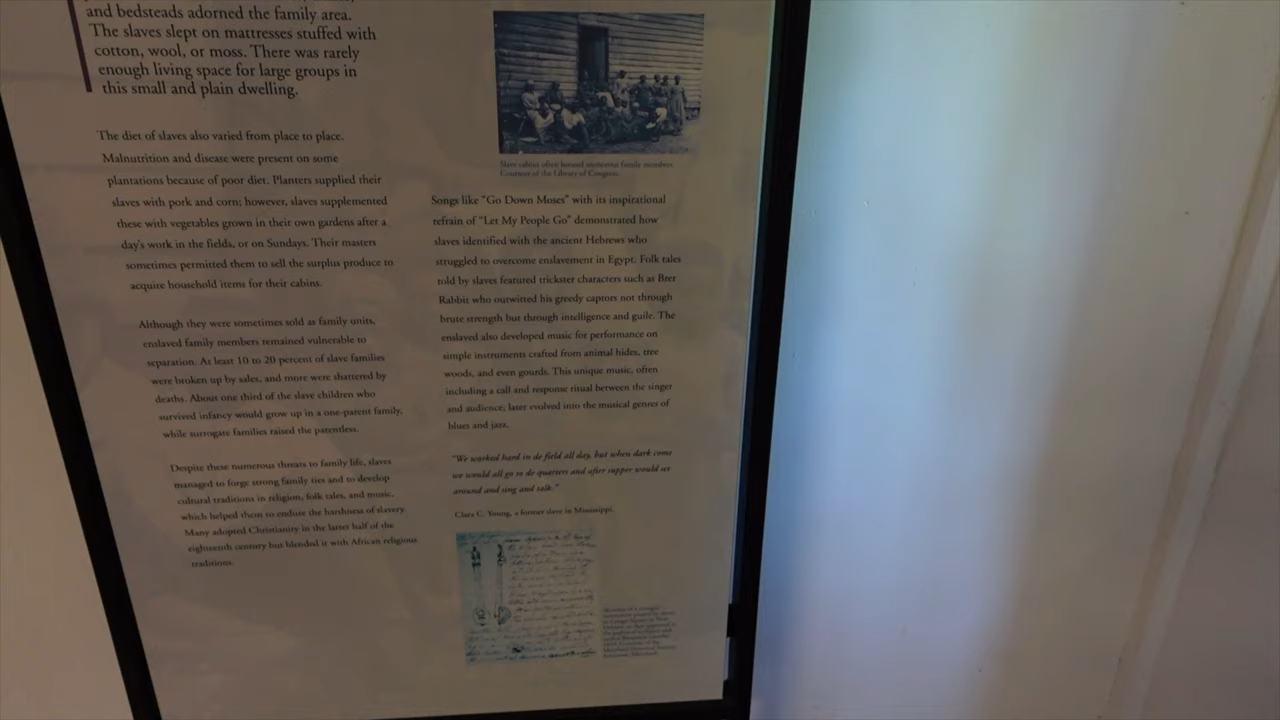 and bedsteads adorned the family area.
The slaves slept on mattresses stuffed with
cotton, wool, or moss. There was rarely
enough living space for large groups in
this small and plain dwelling.
The diet of slaves also varied from place to place.
Malnutrition and disease were present on some
plantations because of poor diet. Planters supplied their
slaves with pork and corn; however, slaves supplemented
these with vegetables grown in their own gardens after a
day's work in the fields, or on Sundays. Their masters
sometimes permitted them to sell the surplus produce to
acquire household items for their cabins.
Although they were sometimes sold as family units,
enslaved family members remained vulnerable to
separation. At least 10 to 20 percent of slave families
were broken up by sales, and more were shattered by
deaths. About one third of the slave children who
survived infancy would grow up in a one-parent family,
while surrogate families raised the parentless.
Despite these numerous threats to family life, slaves
managed to forge strong family ties and to develop
cultural traditions in religion, folk tales, and music,
which helped them to endure the harshness of slavery.
Many adopted Christianity in the latter half of the
eighteenth century but blended it with African religious
traditions.
Slave cabins often housed numerous family members.
Courtesy of the Library of Congress.
Songs like "Go Down Moses" with its inspirational
refrain of "Let My People Go" demonstrated how
slaves identified with the ancient Hebrews who
struggled to overcome enslavement in Egypt. Folk tales
told by slaves featured trickster characters such as Brer
Rabbit who outwitted his greedy captors not through
brute strength but through intelligence and guile. The
enslaved also developed music for performance on
simple instruments crafted from animal hides, tree
woods, and even gourds. This unique music, often
including a call and response ritual between the singer
and audience, later evolved into the musical genres of
blues and jazz.
"We worked hard in de field all day, but when dark come
we would all go to de quarters and after supper would set
around and sing and talk."
Clara C. Young, a former slave in Mississippi.